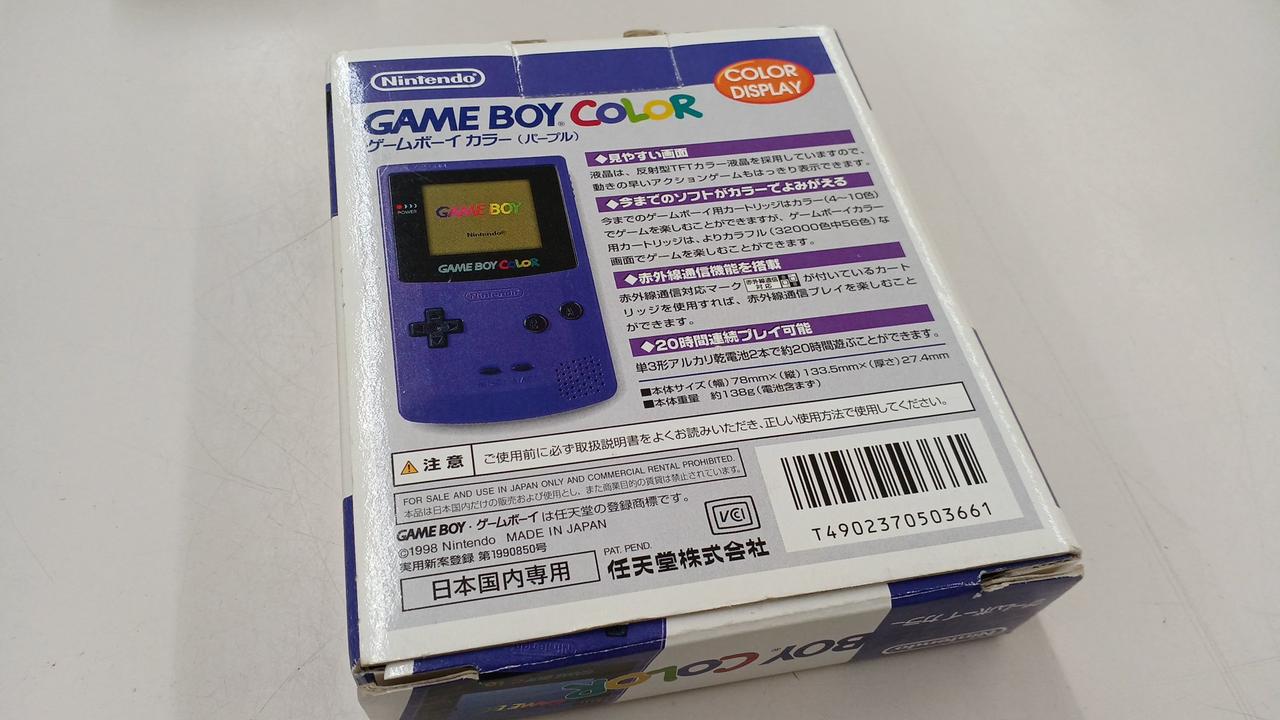 Nintendo®
COLOR
DISPLAY
GAME BOY® COLOR
ゲームボーイ カラー (パープル)
POWER
GAME BOY
Nintendo®
GAME BOY COLOR
Nintendo
B A
◆見やすい画面
液晶は、反射型TFTカラー液晶を採用していますので、
動きの早いアクションゲームもはっきり表示できます。
◆今までのソフトがカラーでよみがえる
今までのゲームボーイ用カートリッジはカラー(4〜10色)
でゲームを楽しむことができますが、ゲームボーイカラー
用カートリッジは、よりカラフル(32000色中56色)な
画面でゲームを楽しむことができます。
◆赤外線通信機能を搭載
赤外線通信対応マーク 赤外線通信 対応 が付いているカート
リッジを使用すれば、赤外線通信プレイを楽しむこと
ができます。
◆20時間連続プレイ可能
単3形アルカリ乾電池2本で約20時間遊ぶことができます。
■本体サイズ(幅)78mm×(縦)133.5mm×(厚さ)27.4mm
■本体重量 約138g(電池含まず)
注意 ご使用前に必ず取扱説明書をよくお読みいただき、正しい使用方法で使用してください。
FOR SALE AND USE IN JAPAN ONLY AND COMMERCIAL RENTAL PROHIBITED.
本品は日本国内だけの販売および使用とし、また商業目的の賃貸は禁止されています。
GAME BOY・ゲームボーイは任天堂の登録商標です。
©1998 Nintendo MADE IN JAPAN
実用新案登録 第1990850号
PAT. PEND.
VCI
日本国内専用
任天堂株式会社
T4902370503661
Nintendo
ゲームボーイ カラー
BOY COLOR
GAME BOY COLOR